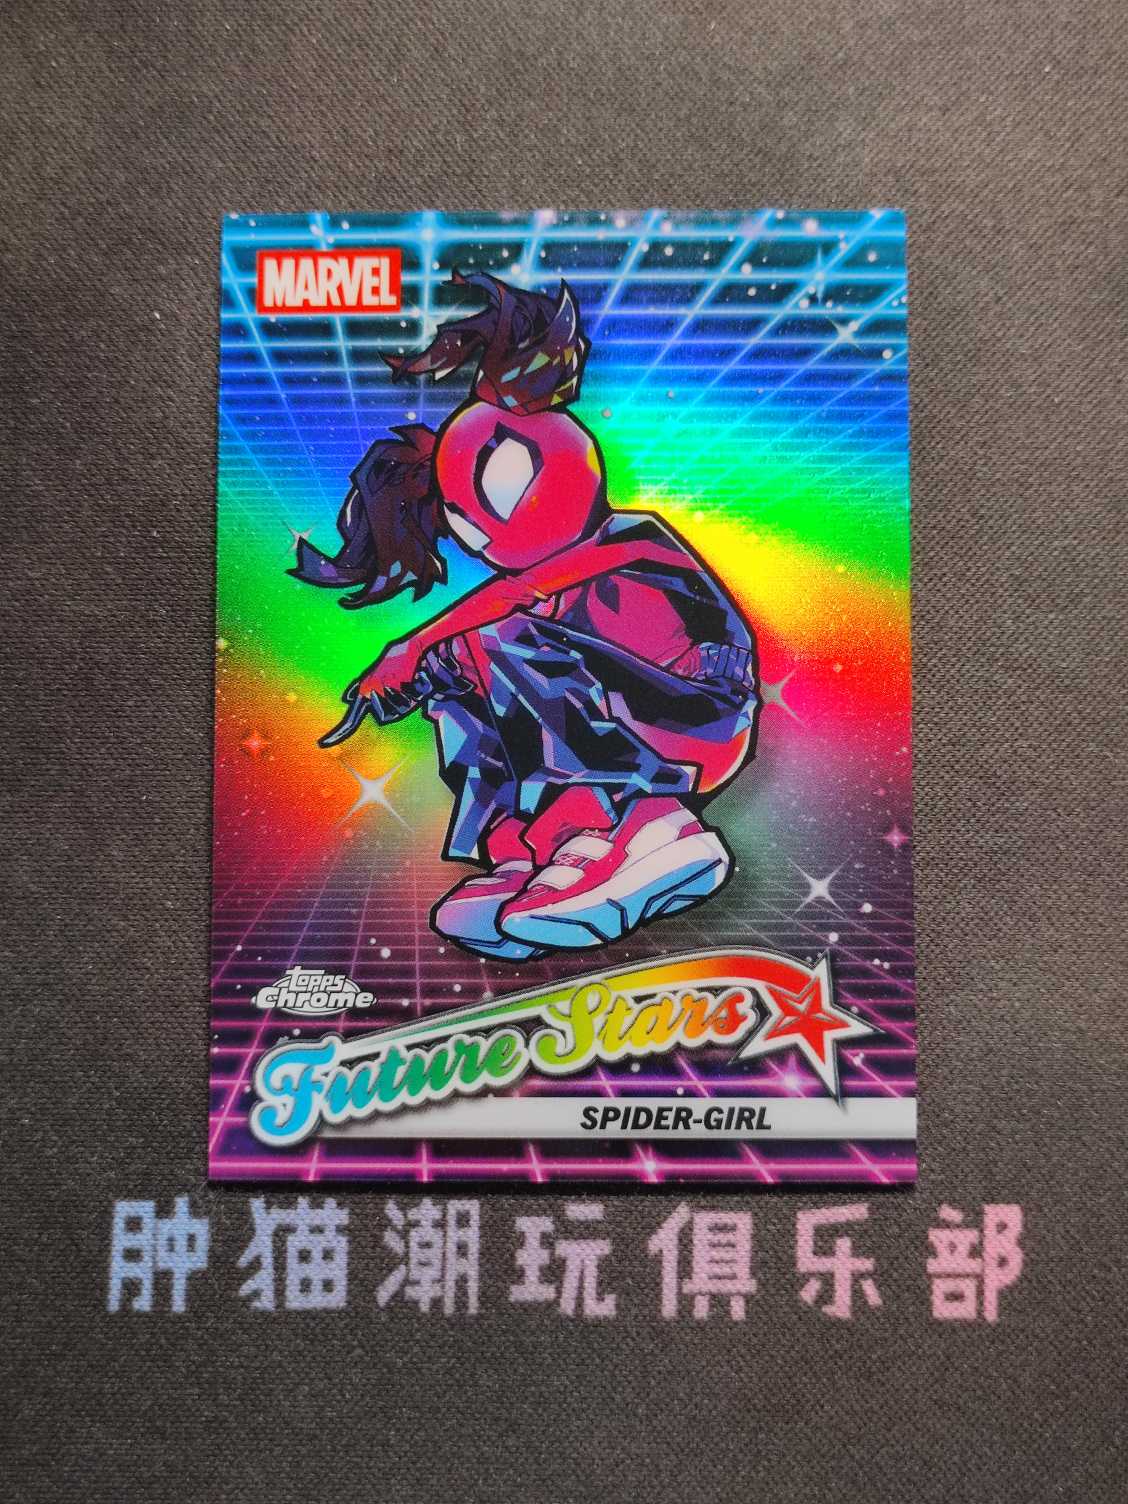 MARVEL
Topps
Chrome
Future Stars
SPIDER-GIRL
肿猫潮玩俱乐部